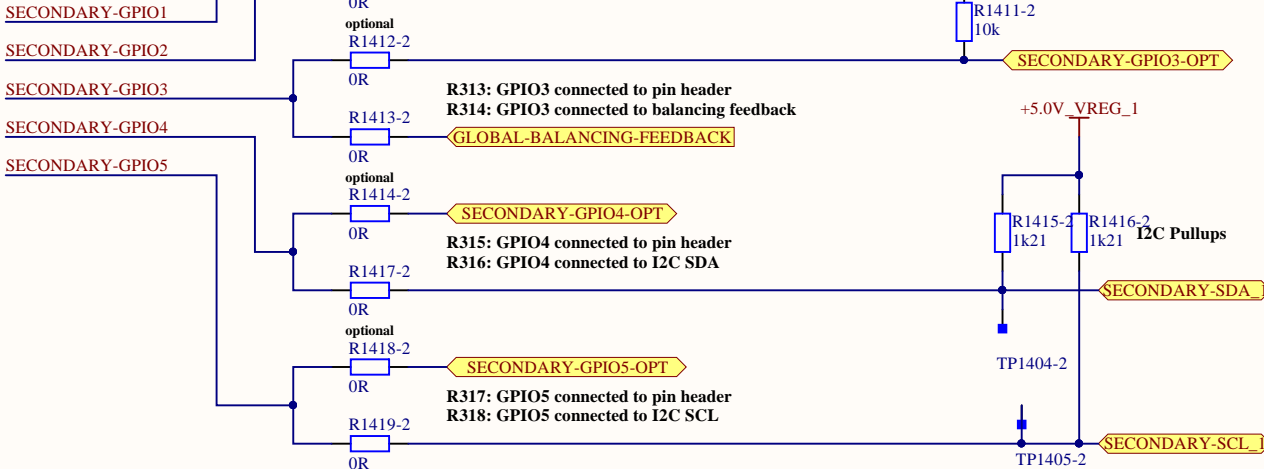 0R
SECONDARY-GPIO1
optional
R1411-2
10k
R1412-2
SECONDARY-GPIO2
SECONDARY-GPIO3-OPT
0R
SECONDARY-GPIO3
R313: GPIO3 connected to pin header
R314: GPIO3 connected to balancing feedback
+5.0V_VREG_1
R1413-2
SECONDARY-GPIO4
GLOBAL-BALANCING-FEEDBACK
0R
SECONDARY-GPIO5
optional
R1414-2
SECONDARY-GPIO4-OPT
0R
R1415-2
1k21
R1416-2
1k21
I2C Pullups
R315: GPIO4 connected to pin header
R316: GPIO4 connected to I2C SDA
R1417-2
SECONDARY-SDA_1
0R
optional
R1418-2
TP1404-2
SECONDARY-GPIO5-OPT
0R
R317: GPIO5 connected to pin header
R318: GPIO5 connected to I2C SCL
R1419-2
SECONDARY-SCL_1
0R
TP1405-2